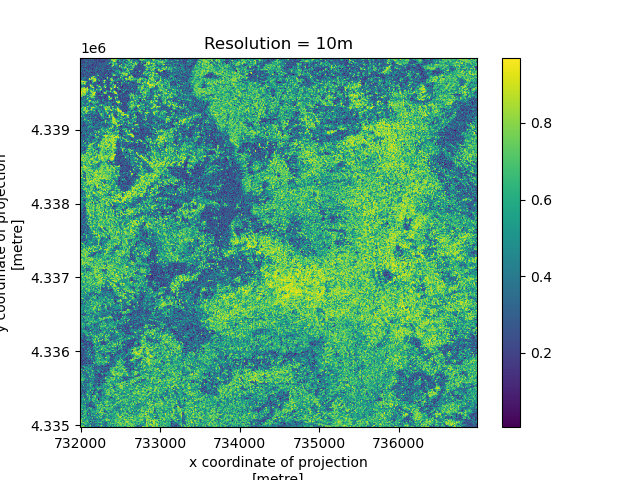 Resolution = 10m
1e6
4.339
4.338
4.337
4.336
4.335
y coordinate of projection
[metre]
732000 733000 734000 735000 736000
x coordinate of projection
[metre]
0.8
0.6
0.4
0.2